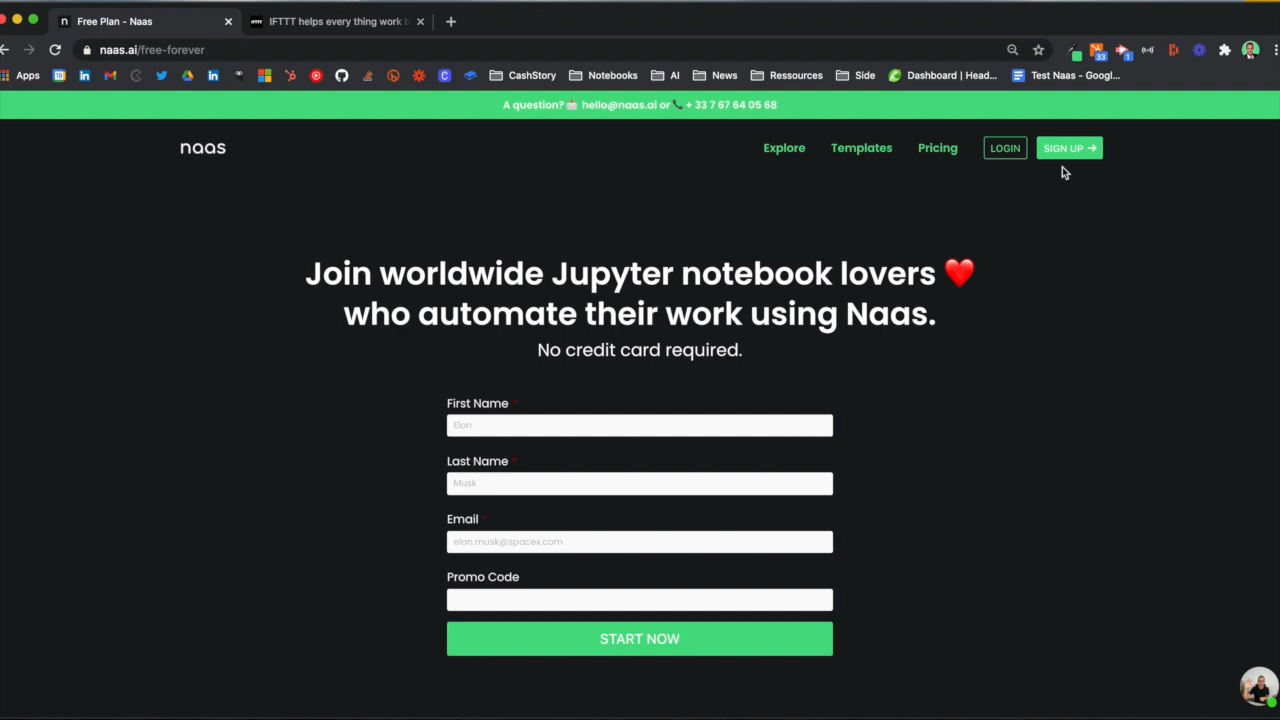 Free Plan - Naas
IFTTT helps every thing work b
naas.ai/free-forever
33
1
Apps
18
CashStory
Notebooks
AI
News
Ressources
Side
Dashboard | Head...
Test Naas - Googl...
A question? 📩 hello@naas.ai or 📞 + 33 7 67 64 05 68
naas
Explore
Templates
Pricing
LOGIN
SIGN UP →
Join worldwide Jupyter notebook lovers ❤️
who automate their work using Naas.
No credit card required.
First Name *
Elon
Last Name *
Musk
Email *
elon.musk@spacex.com
Promo Code
START NOW